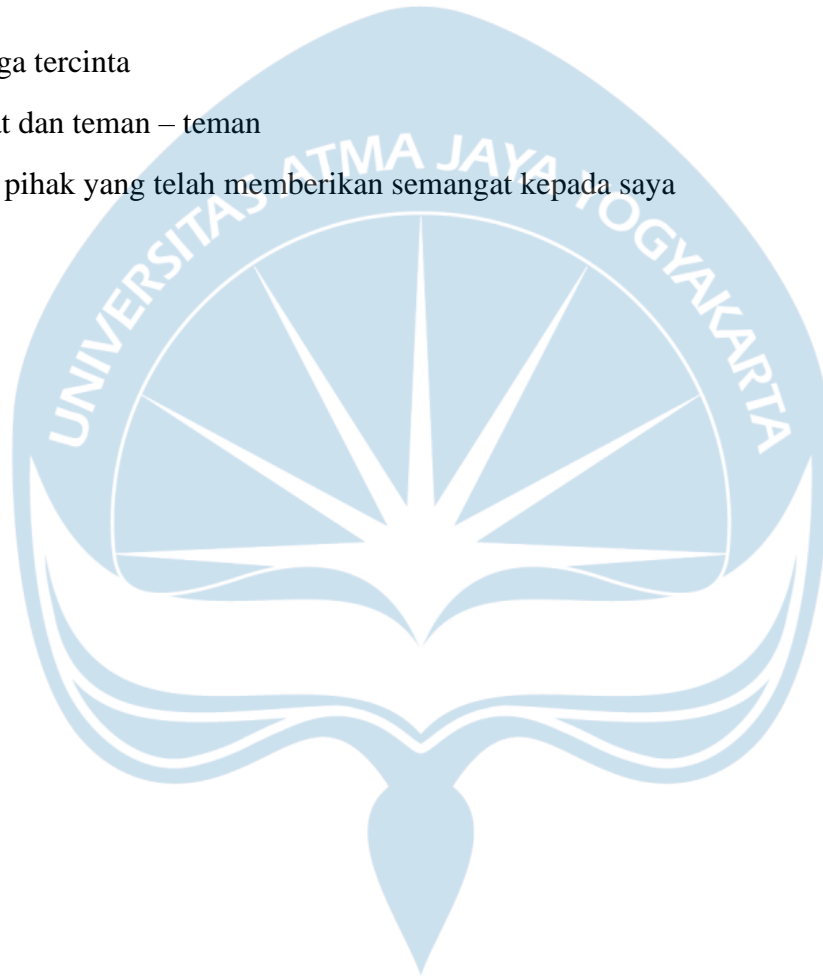 ga tercinta
t dan teman – teman
pihak yang telah memberikan semangat kepada saya
UNIVERSITAS ATMA JAYA YOGYAKARTA